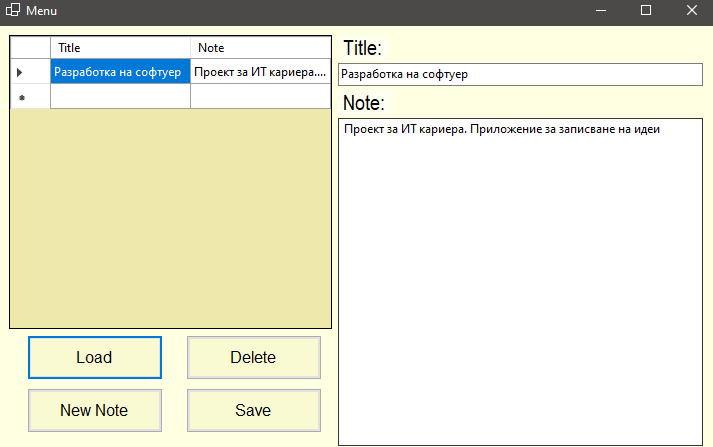 Menu
Title Note
Разработка на софтуер Проект за ИТ кариера....
Title:
Разработка на софтуер
Note:
Проект за ИТ кариера. Приложение за записване на идеи
Load Delete
New Note Save